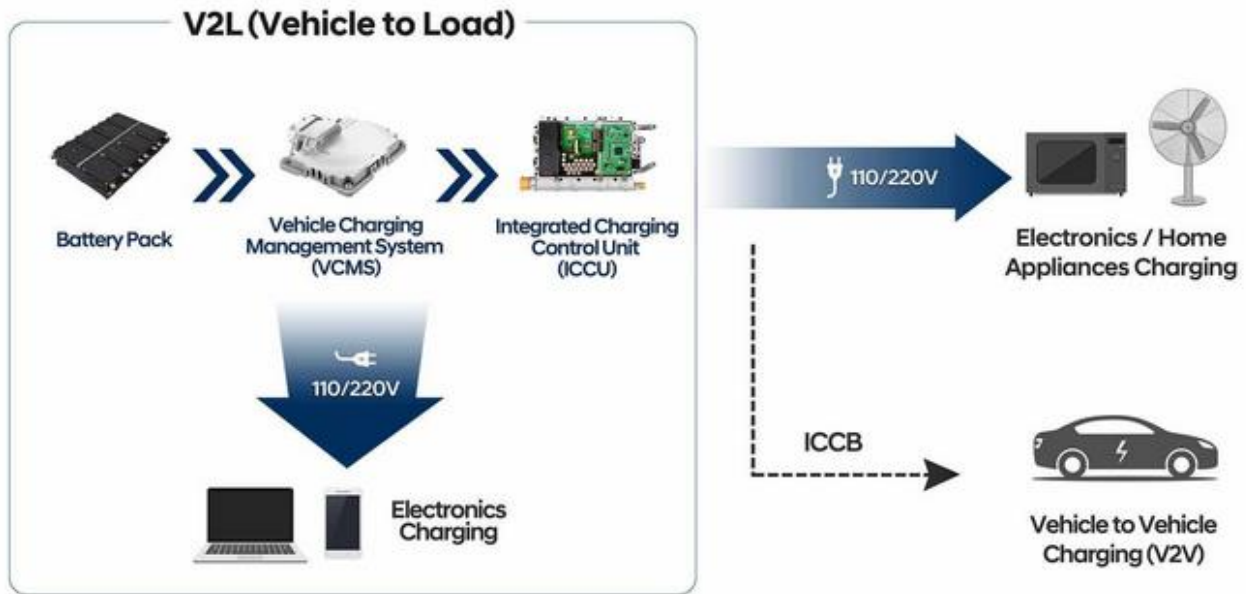 V2L (Vehicle to Load)
Battery Pack
Vehicle Charging
Management System
(VCMS)
Integrated Charging
Control Unit
(ICCU)
110/220V
Electronics / Home
Appliances Charging
110/220V
Electronics
Charging
ICCB
Vehicle to Vehicle
Charging (V2V)